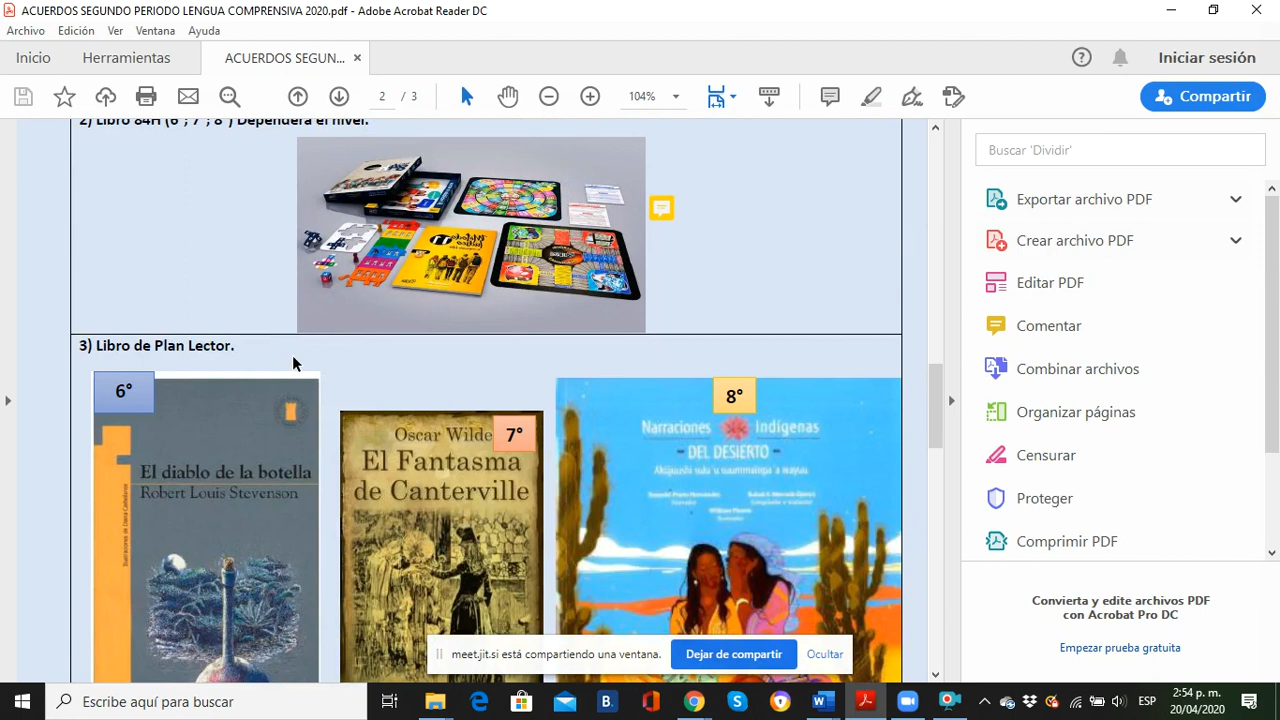 ACUERDOS SEGUNDO PERIODO LENGUA COMPRENSIVA 2020.pdf - Adobe Acrobat Reader DC
Archivo Edición Ver Ventana Ayuda
Inicio Herramientas ACUERDOS SEGUN... × Iniciar sesión
2 / 3 104% Compartir
2) Libro 84H (6°; 7°; 8°) Dependerá el nivel.
3) Libro de Plan Lector.
6°
El diablo de la botella
Robert Louis Stevenson
7°
Oscar Wilde
El Fantasma
de Canterville
8°
Narraciones Indígenas
DEL DESIERTO
Buscar 'Dividir'
Exportar archivo PDF
Crear archivo PDF
Editar PDF
Comentar
Combinar archivos
Organizar páginas
Censurar
Proteger
Comprimir PDF
Convierta y edite archivos PDF
con Acrobat Pro DC
Empezar prueba gratuita
meet.jit.si está compartiendo una ventana. Dejar de compartir Ocultar
Escribe aquí para buscar
ESP
2:54 p. m.
20/04/2020